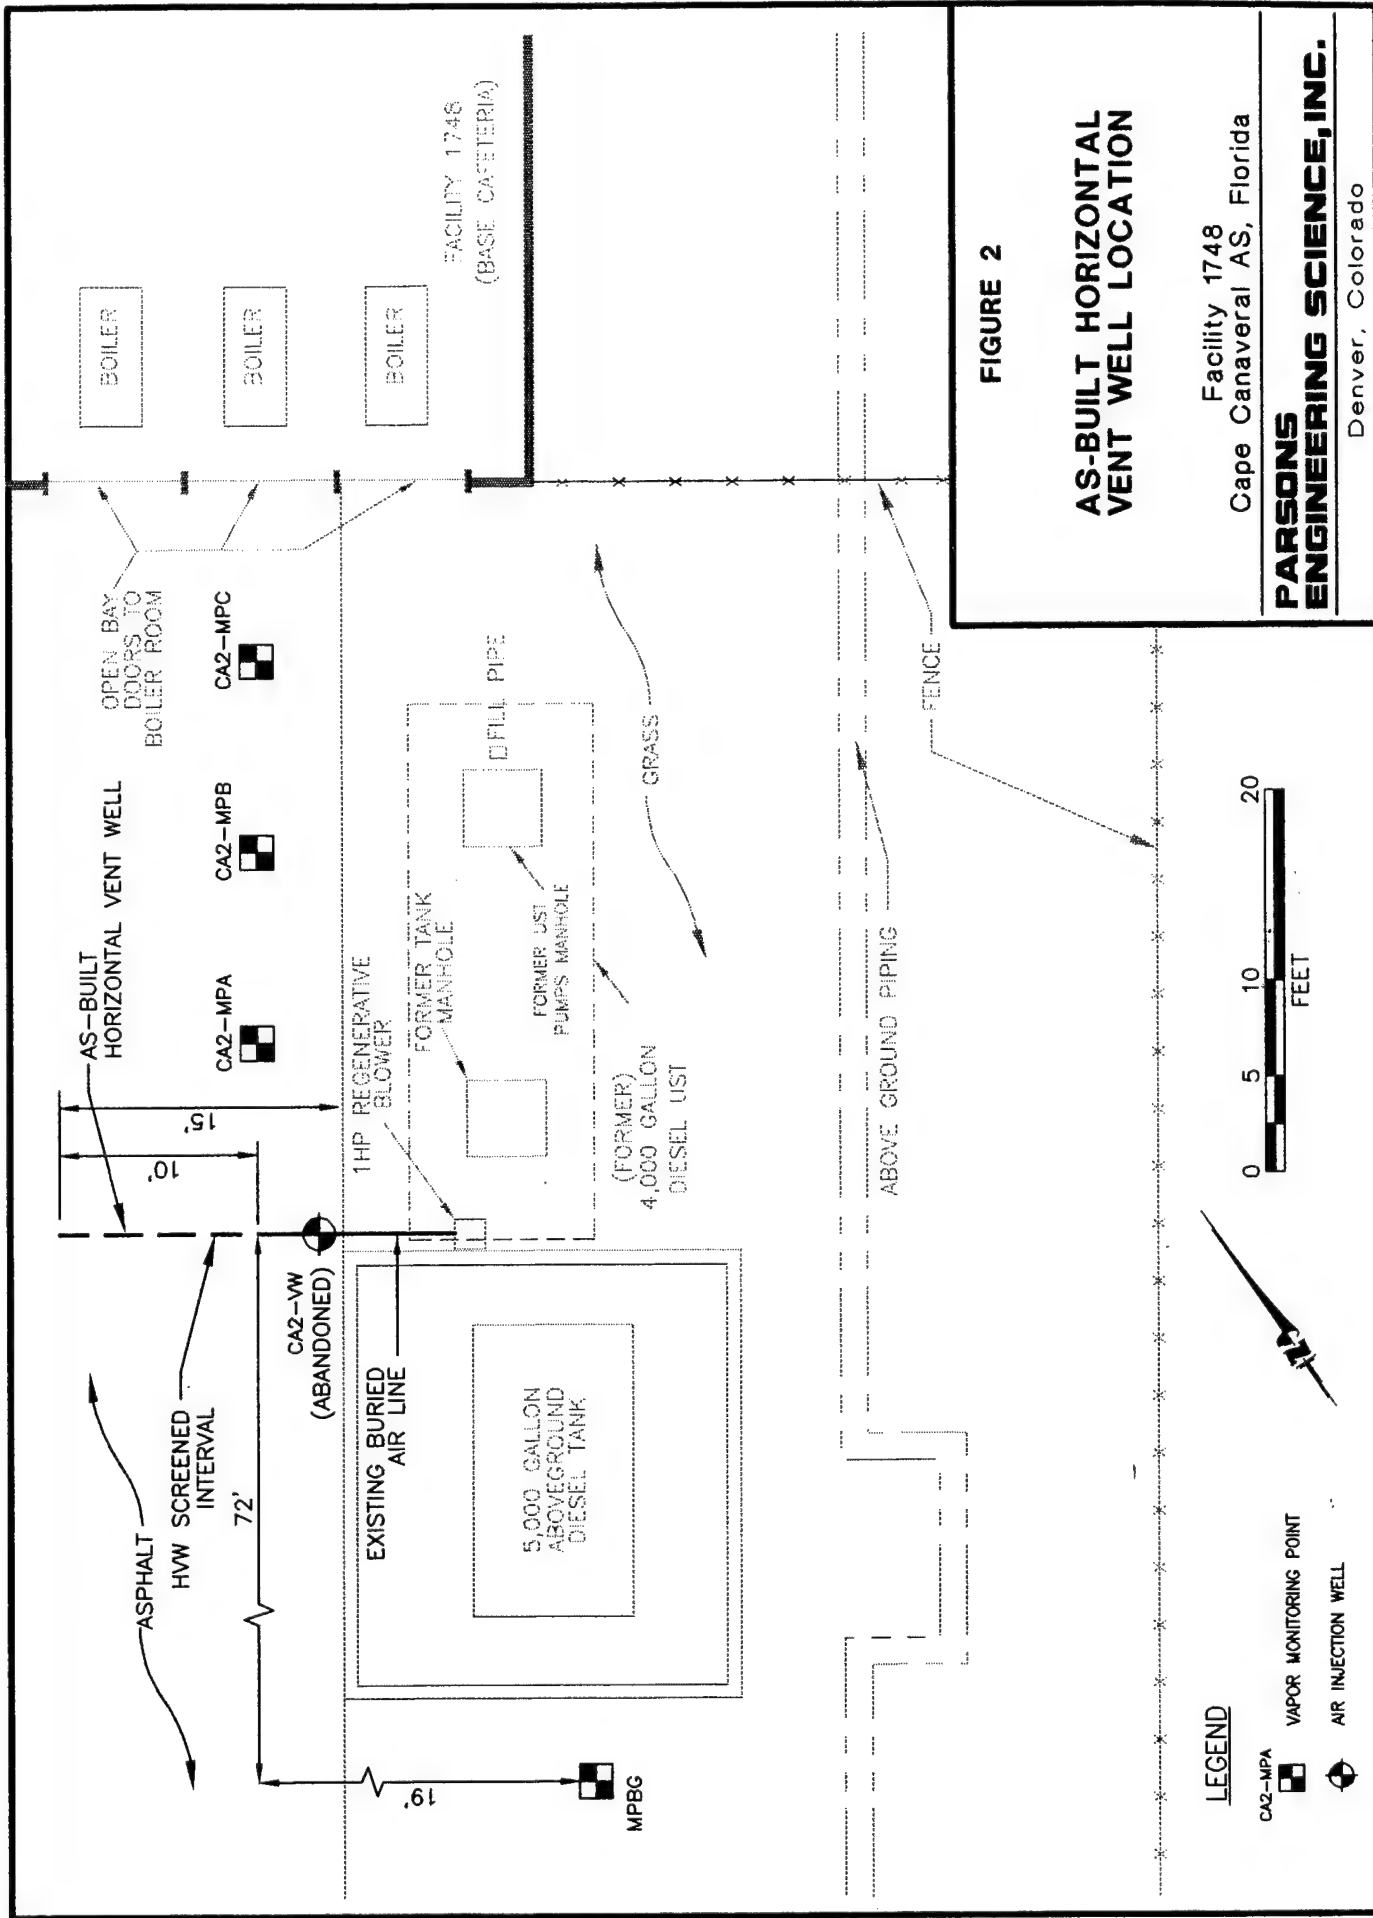 ASPHALT
HVW SCREENED
INTERVAL
72'
AS-BUILT
HORIZONTAL VENT WELL
10'
15'
CA2-MPA
CA2-MPB
CA2-MPC
OPEN BAY
DOORS TO
BOILER ROOM
BOILER
BOILER
BOILER
FACILITY 1748
(BASE CAFETERIA)
CA2-VW
(ABANDONED)
EXISTING BURIED
AIR LINE
1HP REGENERATIVE
BLOWER
FORMER TANK
MANHOLE
FILL PIPE
FORMER UST
PUMPS MANHOLE
19'
MPBG
5,000 GALLON
ABOVEGROUND
DIESEL TANK
(FORMER)
4,000 GALLON
DIESEL UST
GRASS
ABOVE GROUND PIPING
FENCE
LEGEND
CA2-MPA
VAPOR MONITORING POINT
AIR INJECTION WELL
N
0 5 10 20
FEET
FIGURE 2
AS-BUILT HORIZONTAL
VENT WELL LOCATION
Facility 1748
Cape Canaveral AS, Florida
PARSONS
ENGINEERING SCIENCE, INC.
Denver, Colorado